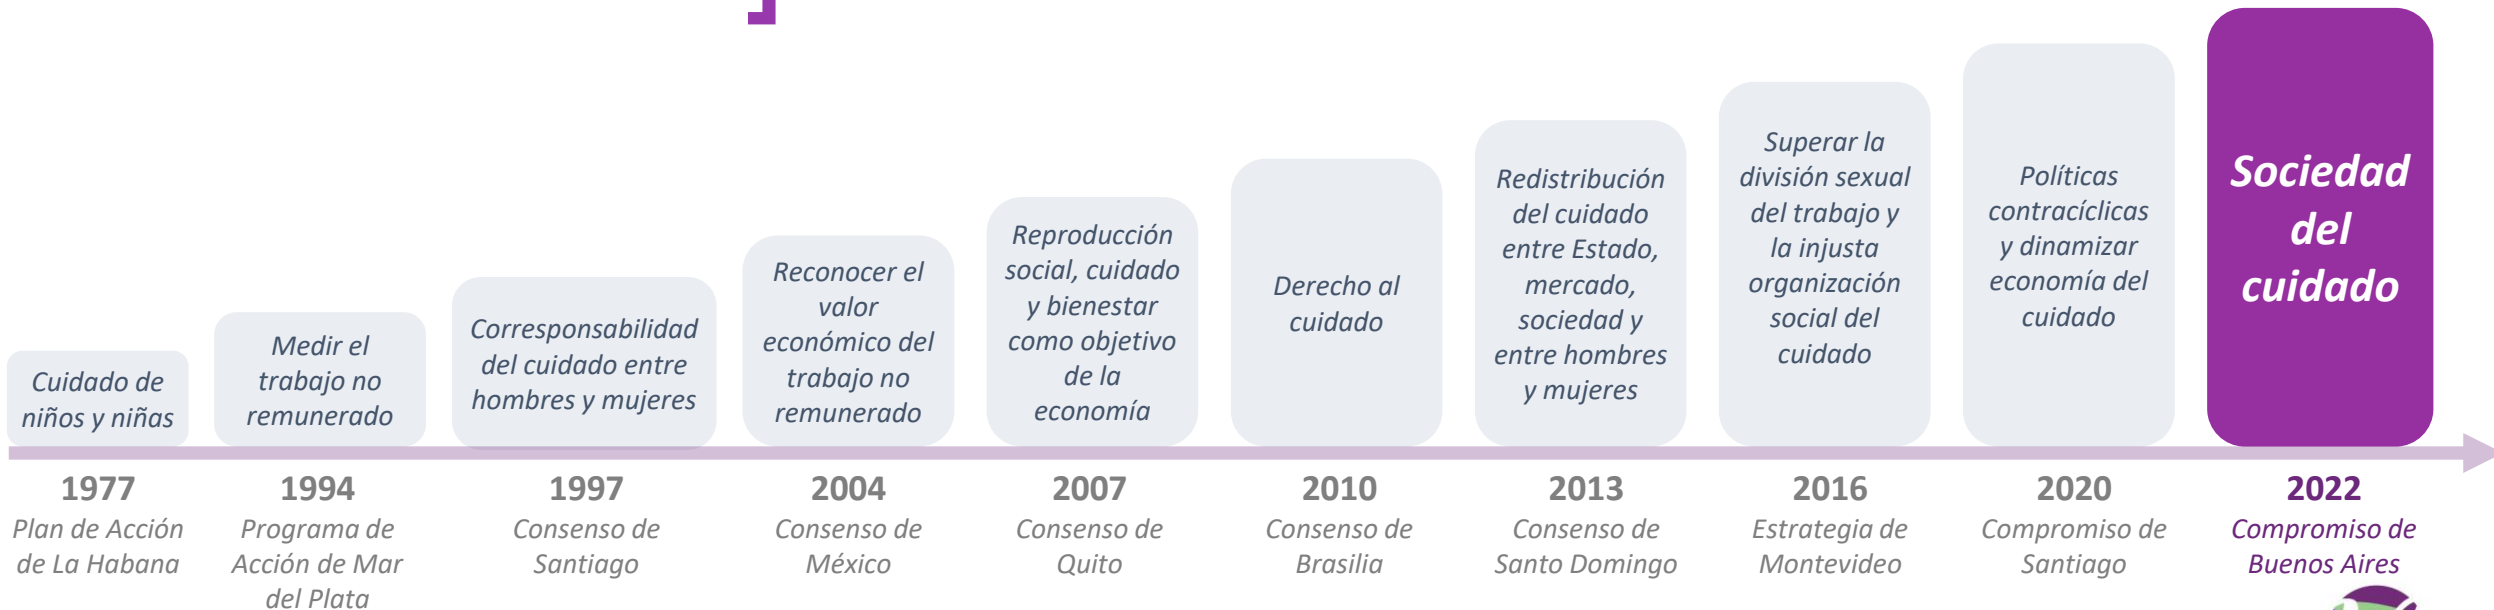 Cuidado de
niños y niñas
1977
Plan de Acción
de La Habana
Medir el
trabajo no
remunerado
1994
Programa de
Acción de Mar
del Plata
Corresponsabilidad
del cuidado entre
hombres y mujeres
1997
Consenso de
Santiago
Reconocer el
valor
económico del
trabajo no
remunerado
2004
Consenso de
México
Reproducción
social, cuidado
y bienestar
como objetivo
de la
economía
2007
Consenso de
Quito
Derecho al
cuidado
2010
Consenso de
Brasilia
Redistribución
del cuidado
entre Estado,
mercado,
sociedad y
entre hombres
y mujeres
2013
Consenso de
Santo Domingo
Superar la
división sexual
del trabajo y
la injusta
organización
social del
cuidado
2016
Estrategia de
Montevideo
Políticas
contracíclicas
y dinamizar
economía del
cuidado
2020
Compromiso de
Santiago
Sociedad
del
cuidado
2022
Compromiso de
Buenos Aires